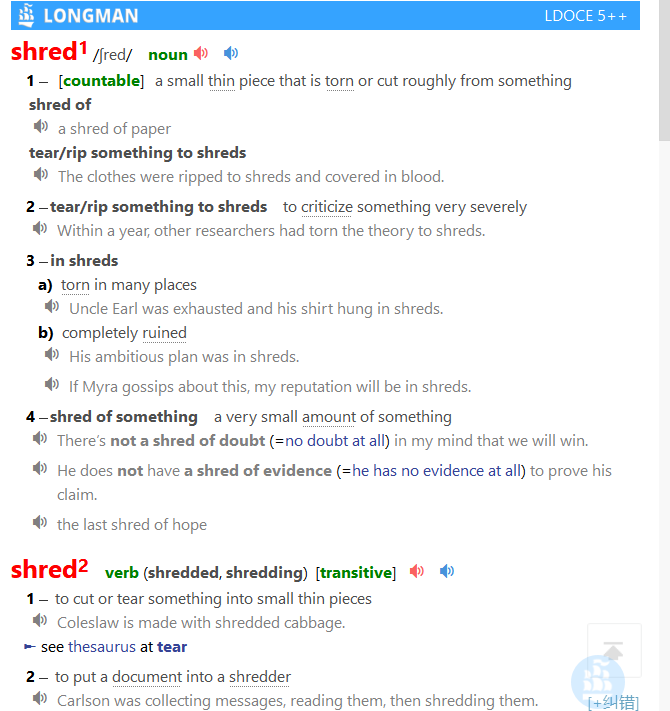 LONGMAN LDOCE 5++
shred1 /ʃred/ noun
1 – [countable] a small thin piece that is torn or cut roughly from something
shred of
a shred of paper
tear/rip something to shreds
The clothes were ripped to shreds and covered in blood.
2 – tear/rip something to shreds to criticize something very severely
Within a year, other researchers had torn the theory to shreds.
3 – in shreds
a) torn in many places
Uncle Earl was exhausted and his shirt hung in shreds.
b) completely ruined
His ambitious plan was in shreds.
If Myra gossips about this, my reputation will be in shreds.
4 – shred of something a very small amount of something
There’s not a shred of doubt (=no doubt at all) in my mind that we will win.
He does not have a shred of evidence (=he has no evidence at all) to prove his
claim.
the last shred of hope
shred2 verb (shredded, shredding) [transitive]
1 – to cut or tear something into small thin pieces
Coleslaw is made with shredded cabbage.
► see thesaurus at tear
2 – to put a document into a shredder
Carlson was collecting messages, reading them, then shredding them.
[+纠错]